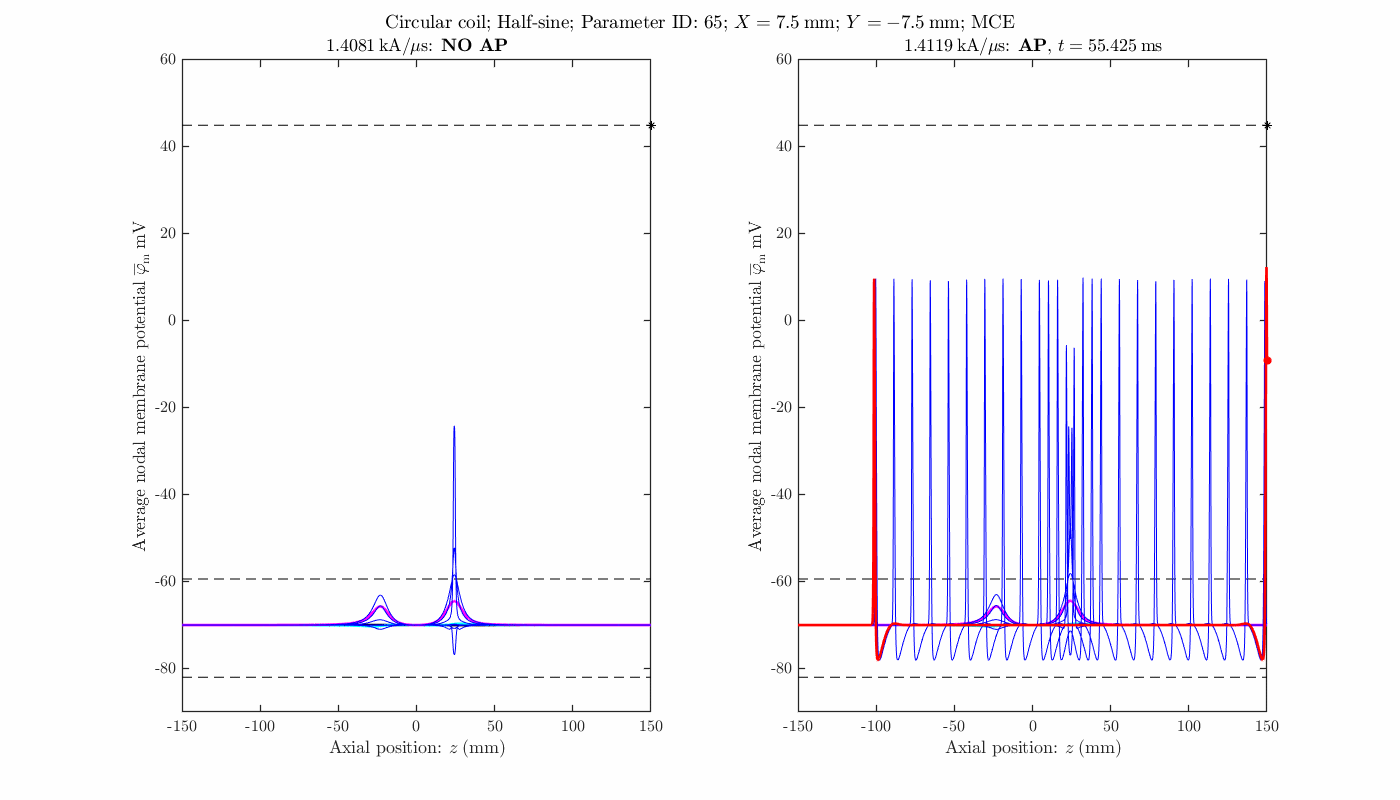 Circular coil; Half-sine; Parameter ID: 65; X = 7.5 mm; Y = −7.5 mm; MCE
1.4081 kA/μs: NO AP
1.4119 kA/μs: AP, t = 55.425 ms
Average nodal membrane potential φ̅m mV
60
40
20
0
-20
-40
-60
-80
-150 -100 -50 0 50 100 150
Axial position: z (mm)
Average nodal membrane potential φ̅m mV
60
40
20
0
-20
-40
-60
-80
-150 -100 -50 0 50 100 150
Axial position: z (mm)